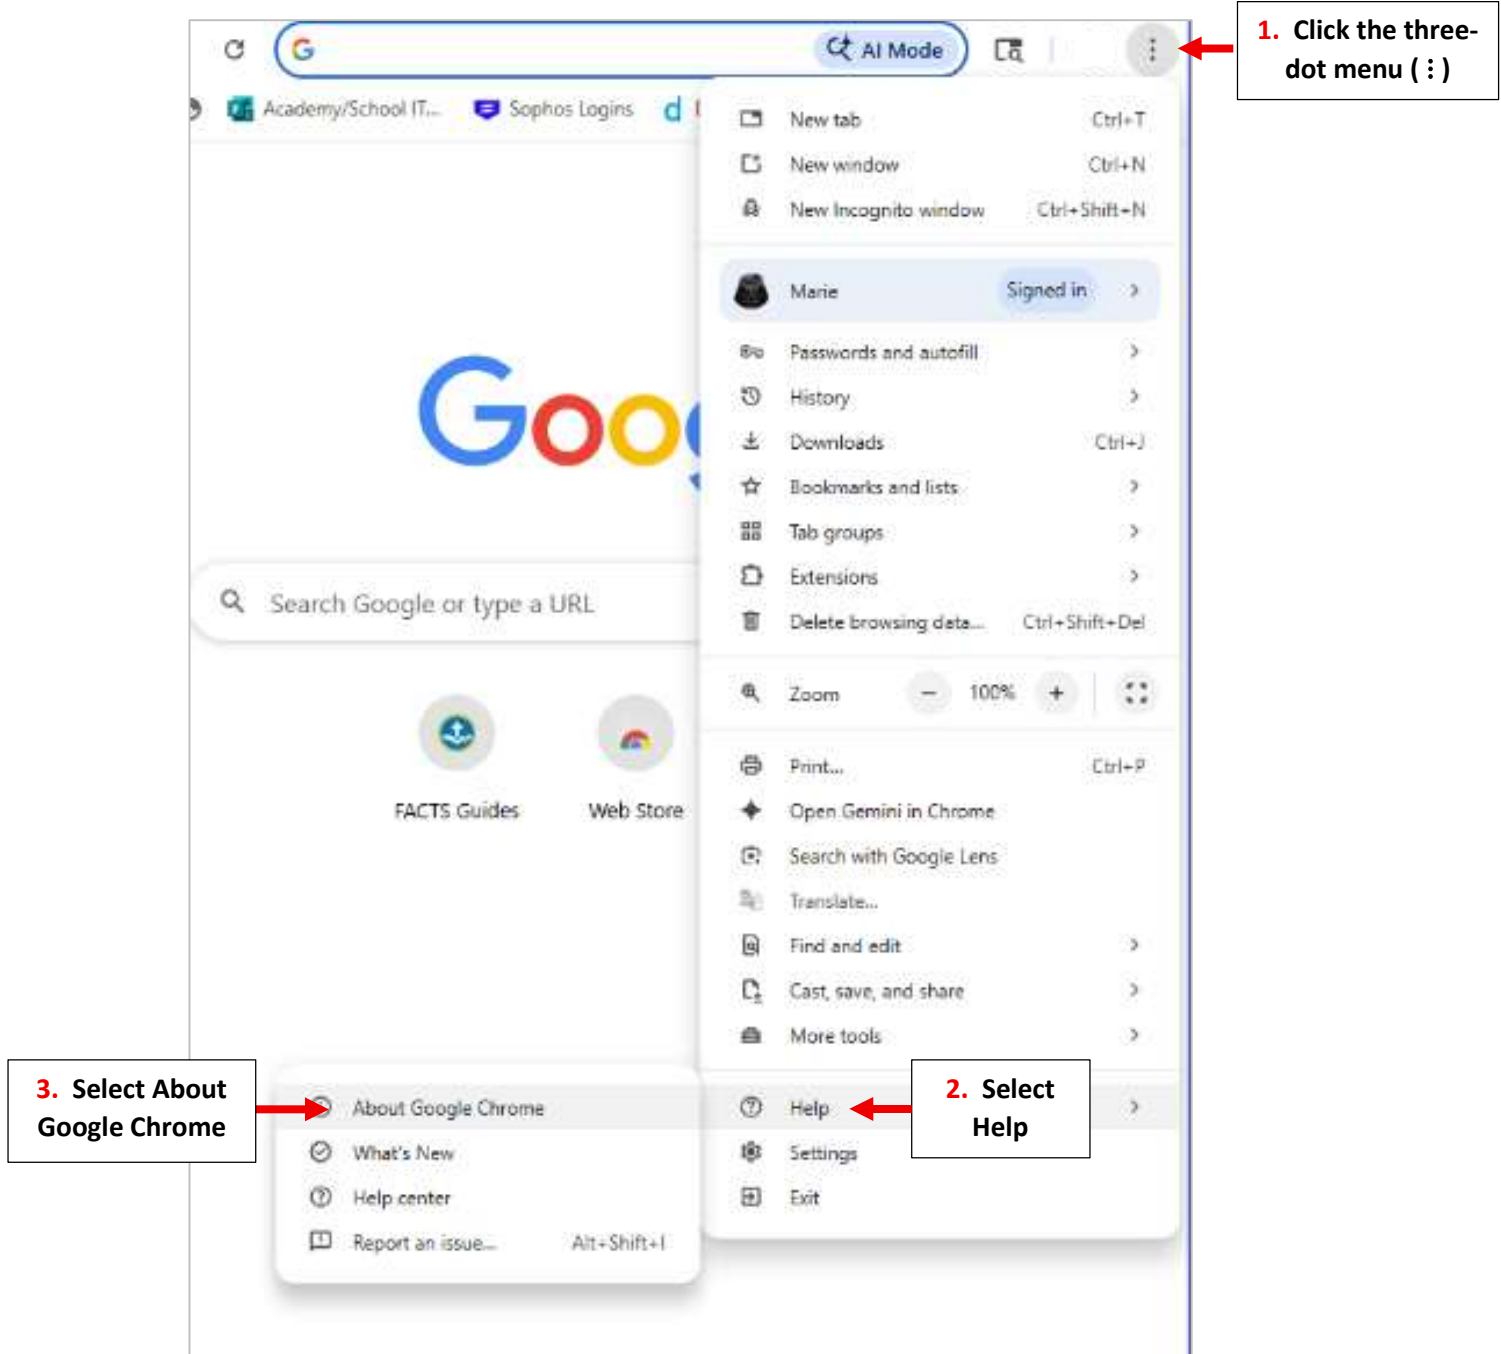 1. Click the three-
dot menu (⋮)
G AI Mode
Academy/School IT... Sophos Logins d
New tab Ctrl+T
New window Ctrl+N
New Incognito window Ctrl+Shift+N
Marie Signed in
Passwords and autofill
History
Downloads Ctrl+J
Bookmarks and lists
Tab groups
Extensions
Delete browsing data... Ctrl+Shift+Del
Goog
Search Google or type a URL
Zoom − 100% +
FACTS Guides Web Store
Print... Ctrl+P
Open Gemini in Chrome
Search with Google Lens
Translate...
Find and edit
Cast, save, and share
More tools
2. Select
Help
Help
Settings
Exit
3. Select About
Google Chrome
About Google Chrome
What's New
Help center
Report an issue... Alt+Shift+I